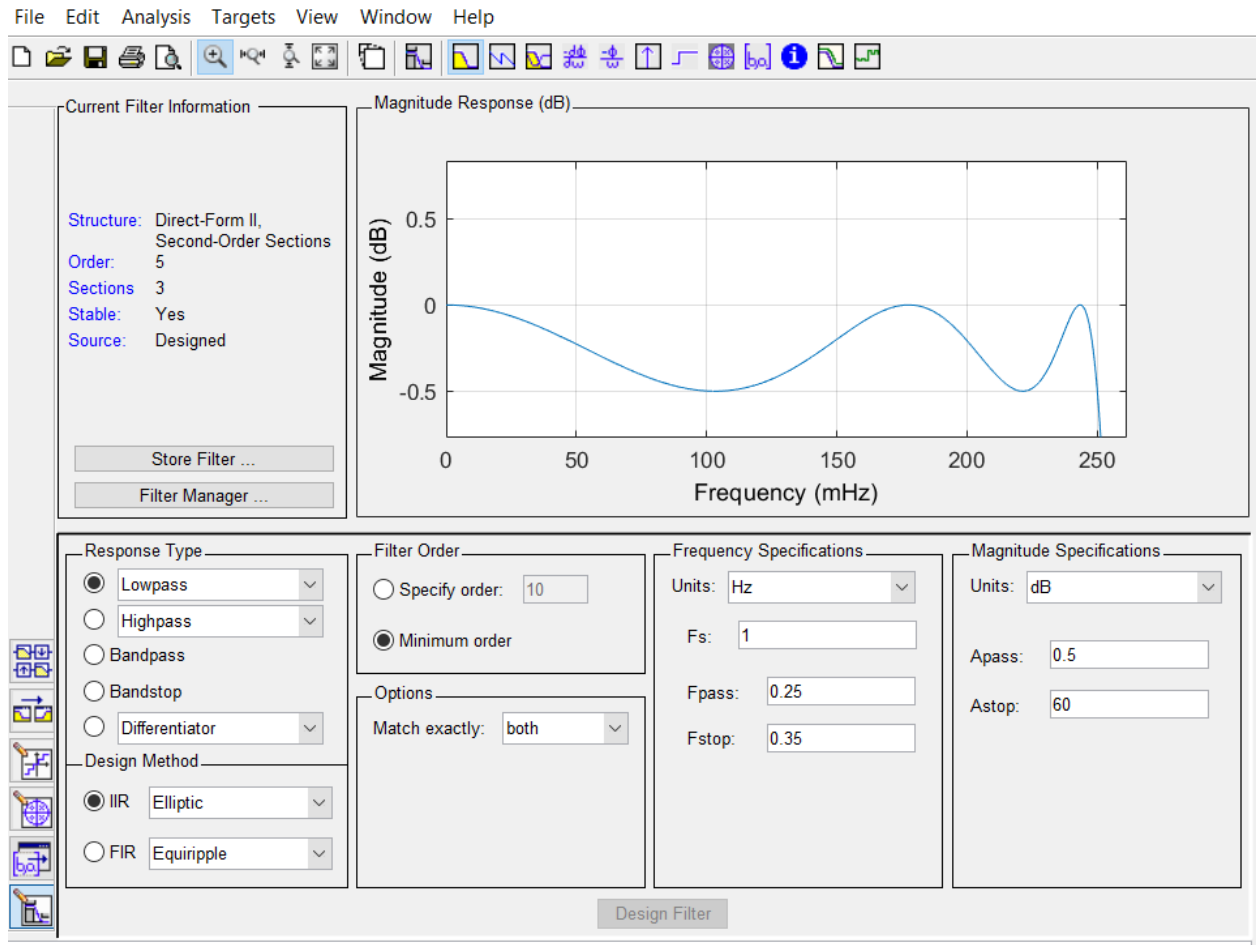 File Edit Analysis Targets View Window Help
Current Filter Information
Structure: Direct-Form II,
Second-Order Sections
Order: 5
Sections 3
Stable: Yes
Source: Designed
Store Filter ...
Filter Manager ...
Magnitude Response (dB)
Magnitude (dB)
0.5
0
-0.5
0 50 100 150 200 250
Frequency (mHz)
Response Type
Lowpass
Highpass
Bandpass
Bandstop
Differentiator
Design Method
IIR Elliptic
FIR Equiripple
Filter Order
Specify order: 10
Minimum order
Options
Match exactly: both
Frequency Specifications
Units: Hz
Fs: 1
Fpass: 0.25
Fstop: 0.35
Magnitude Specifications
Units: dB
Apass: 0.5
Astop: 60
Design Filter